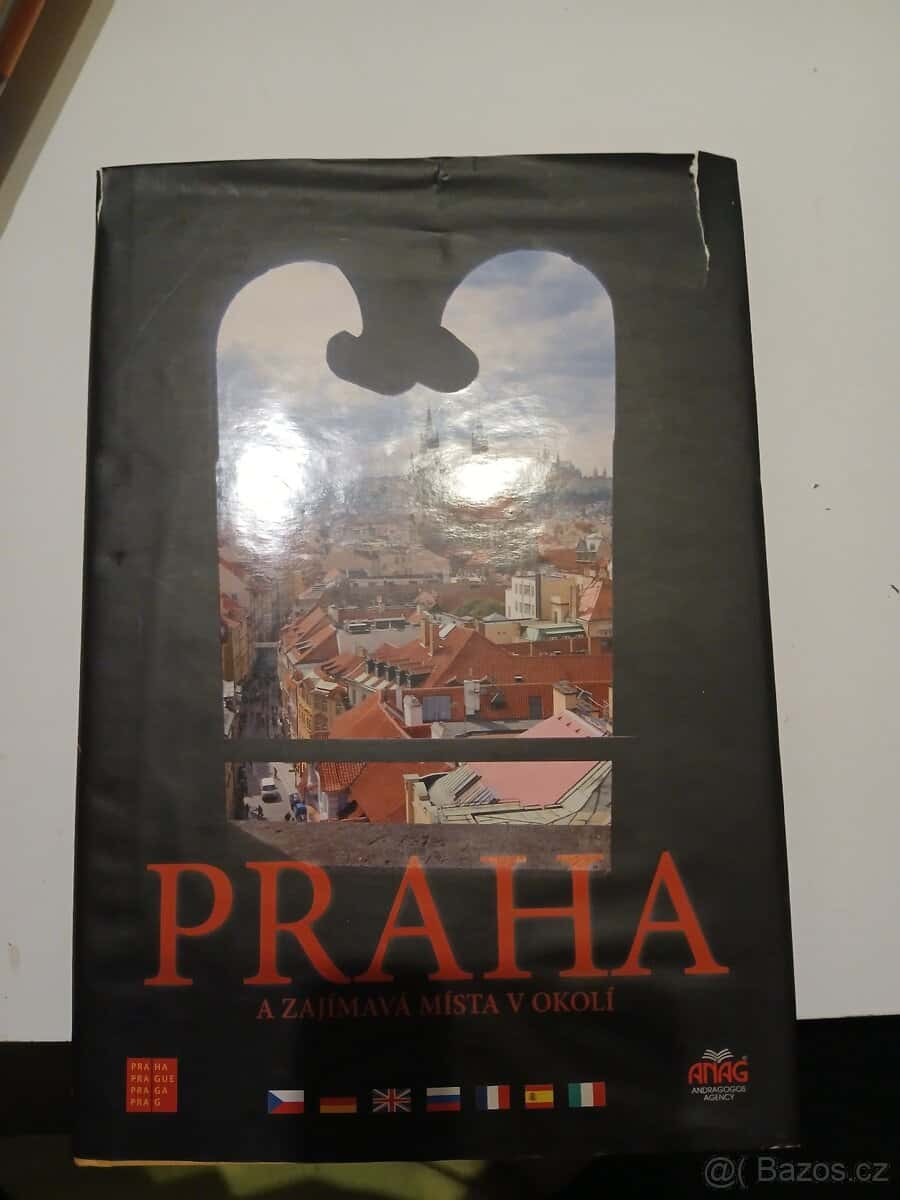 PRAHA
A ZAJÍMAVÁ MÍSTA V OKOLÍ
PRA HA
PRA GUE
PRA GA
PRA G
ANAG®
ANDRAGOGOS
AGENCY
@( Bazos.cz